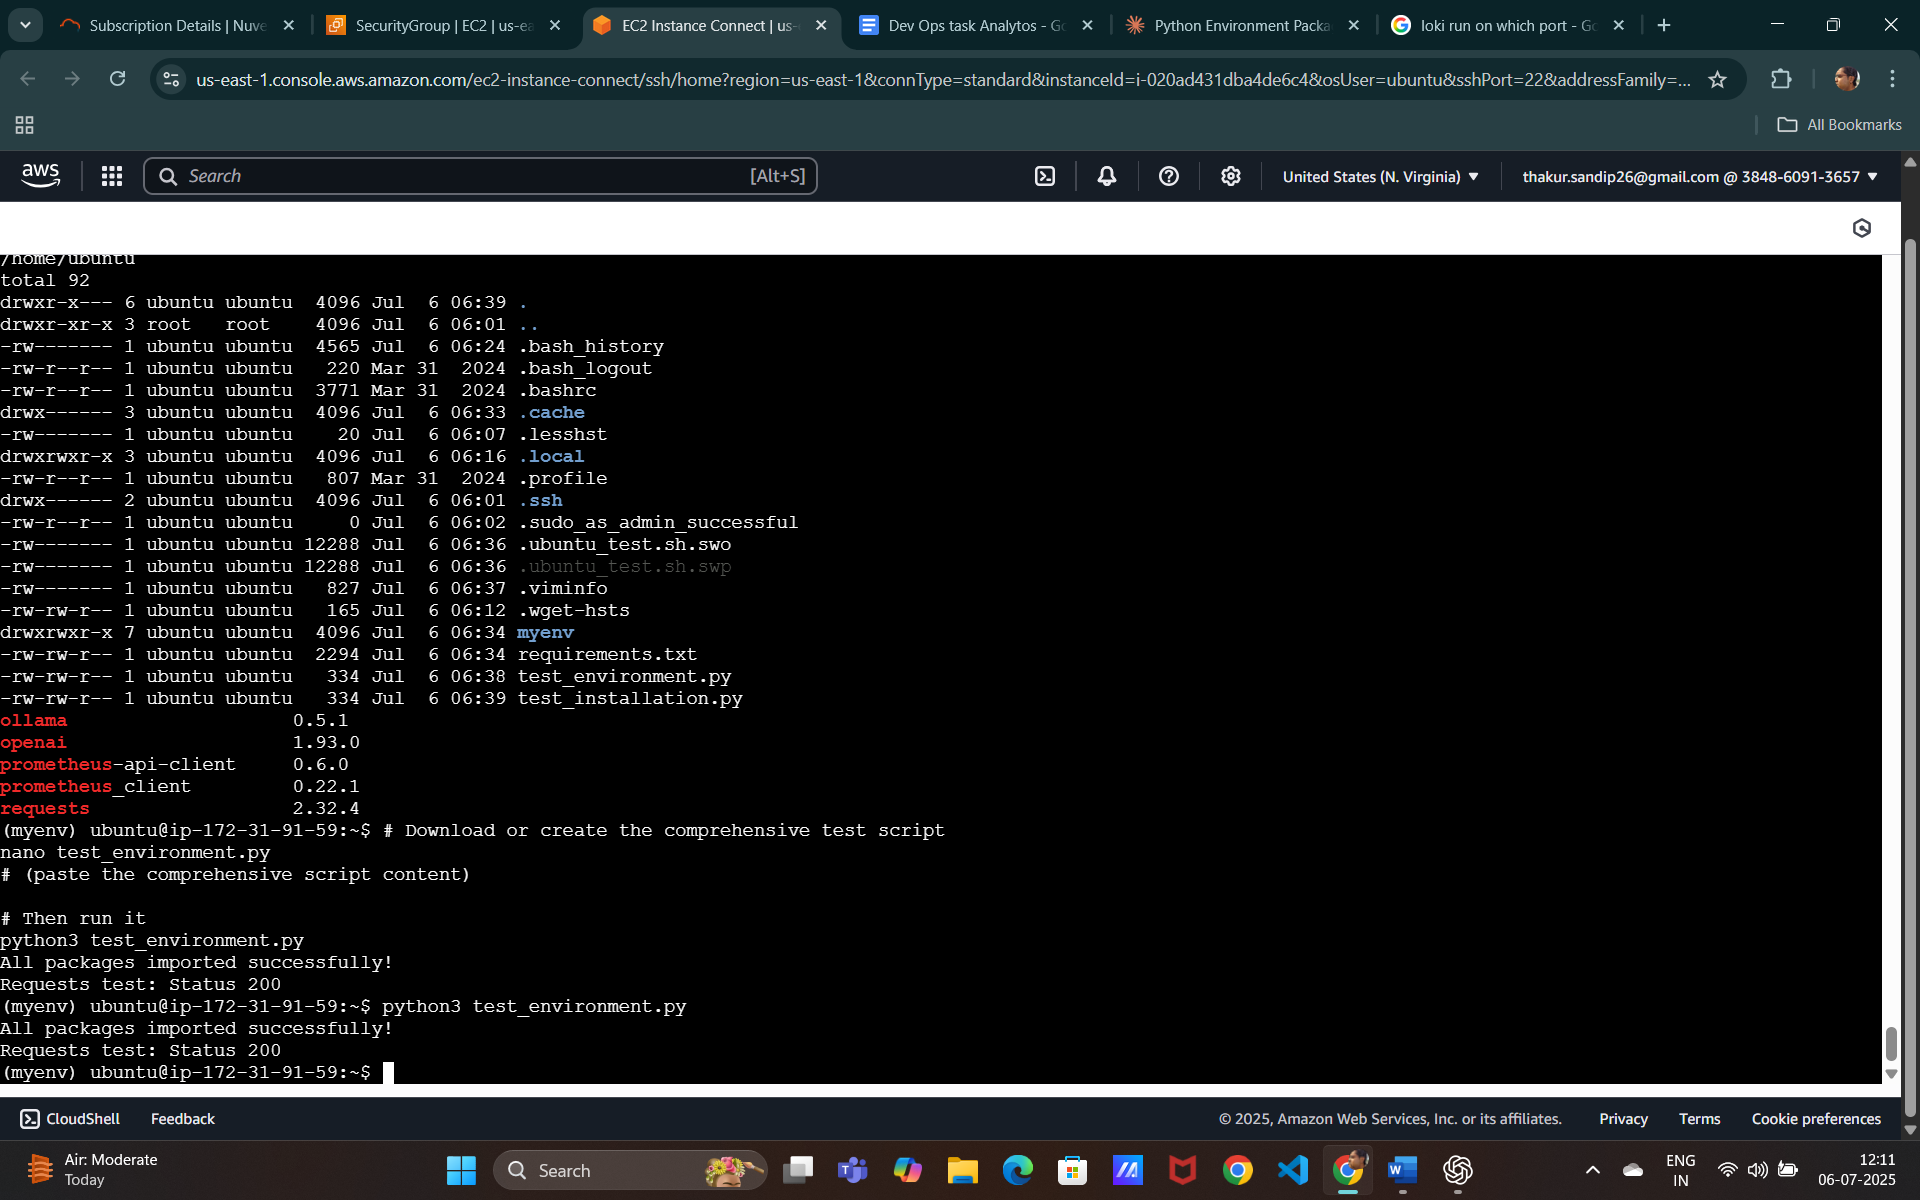 Subscription Details | Nuve
SecurityGroup | EC2 | us-ea
EC2 Instance Connect | us-
Dev Ops task Analytos - Go
Python Environment Packa
loki run on which port - Go
us-east-1.console.aws.amazon.com/ec2-instance-connect/ssh/home?region=us-east-1&connType=standard&instanceId=i-020ad431dba4de6c4&osUser=ubuntu&sshPort=22&addressFamily=...
All Bookmarks
aws Search [Alt+S] United States (N. Virginia) thakur.sandip26@gmail.com @ 3848-6091-3657
/home/ubuntu
total 92
drwxr-x--- 6 ubuntu ubuntu  4096 Jul  6 06:39 .
drwxr-xr-x 3 root   root    4096 Jul  6 06:01 ..
-rw------- 1 ubuntu ubuntu  4565 Jul  6 06:24 .bash_history
-rw-r--r-- 1 ubuntu ubuntu   220 Mar 31  2024 .bash_logout
-rw-r--r-- 1 ubuntu ubuntu  3771 Mar 31  2024 .bashrc
drwx------ 3 ubuntu ubuntu  4096 Jul  6 06:33 .cache
-rw------- 1 ubuntu ubuntu    20 Jul  6 06:07 .lesshst
drwxrwxr-x 3 ubuntu ubuntu  4096 Jul  6 06:16 .local
-rw-r--r-- 1 ubuntu ubuntu   807 Mar 31  2024 .profile
drwx------ 2 ubuntu ubuntu  4096 Jul  6 06:01 .ssh
-rw-r--r-- 1 ubuntu ubuntu     0 Jul  6 06:02 .sudo_as_admin_successful
-rw------- 1 ubuntu ubuntu 12288 Jul  6 06:36 .ubuntu_test.sh.swo
-rw------- 1 ubuntu ubuntu 12288 Jul  6 06:36 .ubuntu_test.sh.swp
-rw------- 1 ubuntu ubuntu   827 Jul  6 06:37 .viminfo
-rw-rw-r-- 1 ubuntu ubuntu   165 Jul  6 06:12 .wget-hsts
drwxrwxr-x 7 ubuntu ubuntu  4096 Jul  6 06:34 myenv
-rw-rw-r-- 1 ubuntu ubuntu  2294 Jul  6 06:34 requirements.txt
-rw-rw-r-- 1 ubuntu ubuntu   334 Jul  6 06:38 test_environment.py
-rw-rw-r-- 1 ubuntu ubuntu   334 Jul  6 06:39 test_installation.py
ollama                    0.5.1
openai                    1.93.0
prometheus-api-client     0.6.0
prometheus_client         0.22.1
requests                  2.32.4
(myenv) ubuntu@ip-172-31-91-59:~$ # Download or create the comprehensive test script
nano test_environment.py
# (paste the comprehensive script content)
# Then run it
python3 test_environment.py
All packages imported successfully!
Requests test: Status 200
(myenv) ubuntu@ip-172-31-91-59:~$ python3 test_environment.py
All packages imported successfully!
Requests test: Status 200
(myenv) ubuntu@ip-172-31-91-59:~$
CloudShell Feedback © 2025, Amazon Web Services, Inc. or its affiliates. Privacy Terms Cookie preferences
Air: Moderate
Today
Search
ENG
IN
12:11
06-07-2025